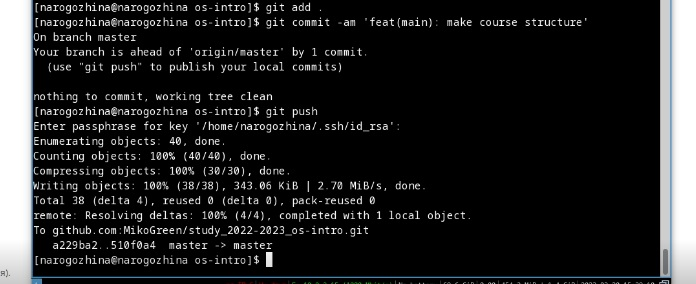 [narogozhina@narogozhina os-intro]$ git add .
[narogozhina@narogozhina os-intro]$ git commit -am 'feat(main): make course structure'
On branch master
Your branch is ahead of 'origin/master' by 1 commit.
  (use "git push" to publish your local commits)

nothing to commit, working tree clean
[narogozhina@narogozhina os-intro]$ git push
Enter passphrase for key '/home/narogozhina/.ssh/id_rsa':
Enumerating objects: 40, done.
Counting objects: 100% (40/40), done.
Compressing objects: 100% (30/30), done.
Writing objects: 100% (38/38), 343.06 KiB | 2.70 MiB/s, done.
Total 38 (delta 4), reused 0 (delta 0), pack-reused 0
remote: Resolving deltas: 100% (4/4), completed with 1 local object.
To github.com:MikoGreen/study_2022-2023_os-intro.git
   a229ba2..510f0a4  master -> master
я).
[narogozhina@narogozhina os-intro]$